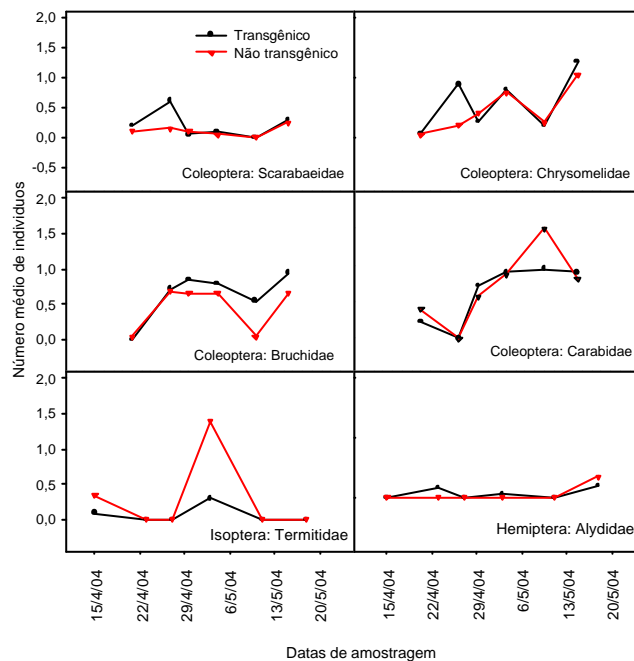 2,0
1,5
1,0
0,5
0,0
-0,5
Transgênico
Não transgênico
Coleoptera: Scarabaeidae
Coleoptera: Chrysomelidae
2,0
1,5
1,0
0,5
0,0
Coleoptera: Bruchidae
Coleoptera: Carabidae
2,0
1,5
1,0
0,5
0,0
Isoptera: Termitidae
Hemiptera: Alydidae
Número médio de individuos
15/4/04
22/4/04
29/4/04
6/5/04
13/5/04
20/5/04
15/4/04
22/4/04
29/4/04
6/5/04
13/5/04
20/5/04
Datas de amostragem